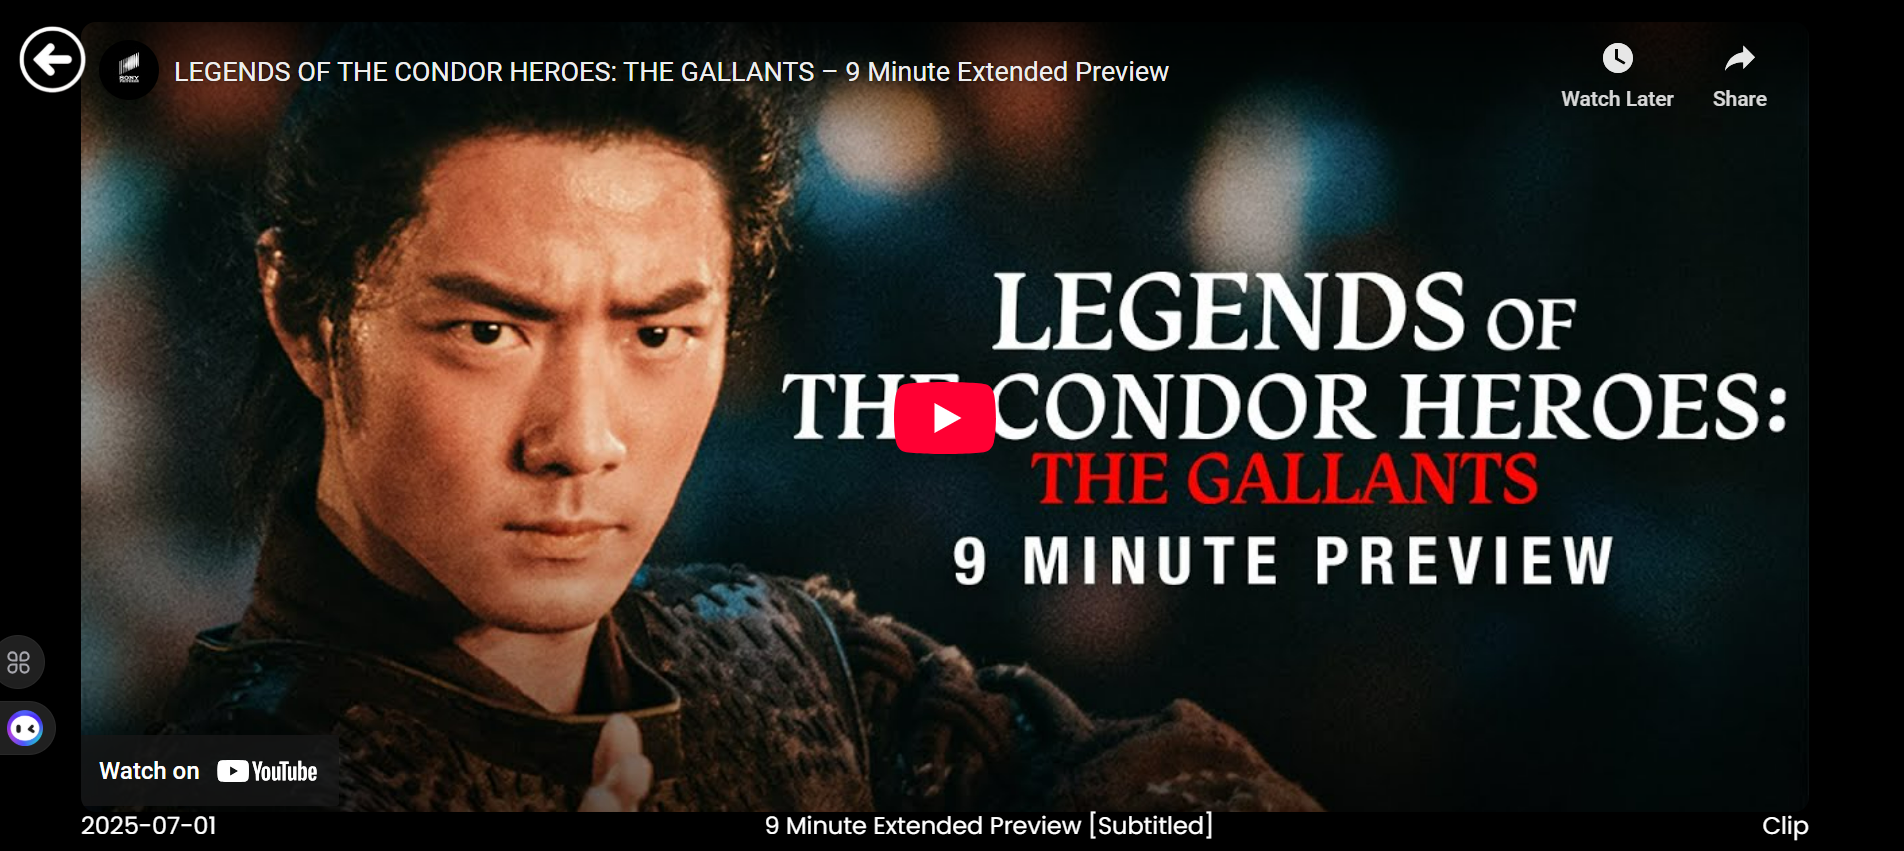 LEGENDS OF THE CONDOR HEROES: THE GALLANTS – 9 Minute Extended Preview
Watch Later
Share
LEGENDS OF
THE CONDOR HEROES:
THE GALLANTS
9 MINUTE PREVIEW
Watch on YouTube
2025-07-01
9 Minute Extended Preview [Subtitled]
Clip